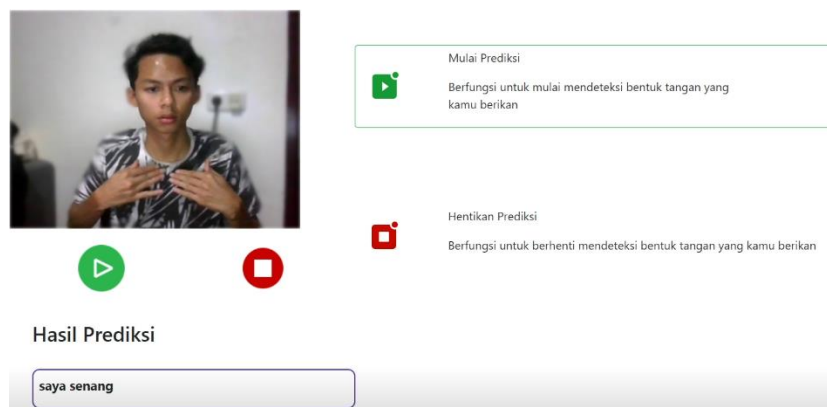 Mulai Prediksi
Berfungsi untuk mulai mendeteksi bentuk tangan yang
kamu berikan
Hentikan Prediksi
Berfungsi untuk berhenti mendeteksi bentuk tangan yang kamu berikan
Hasil Prediksi
saya senang